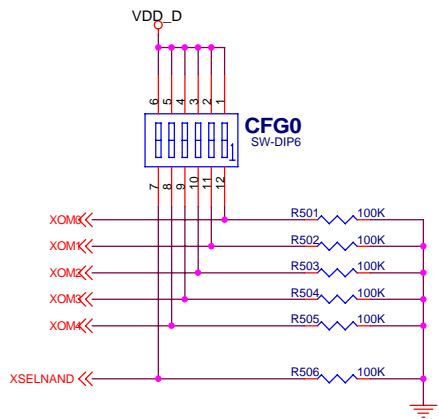 VDD_D
6 5 4 3 2 1
CFG0
SW-DIP6
1
7 8 9 10 11 12
XOM0 R501 100K
XOM1 R502 100K
XOM2 R503 100K
XOM3 R504 100K
XOM4 R505 100K
XSELNAND R506 100K